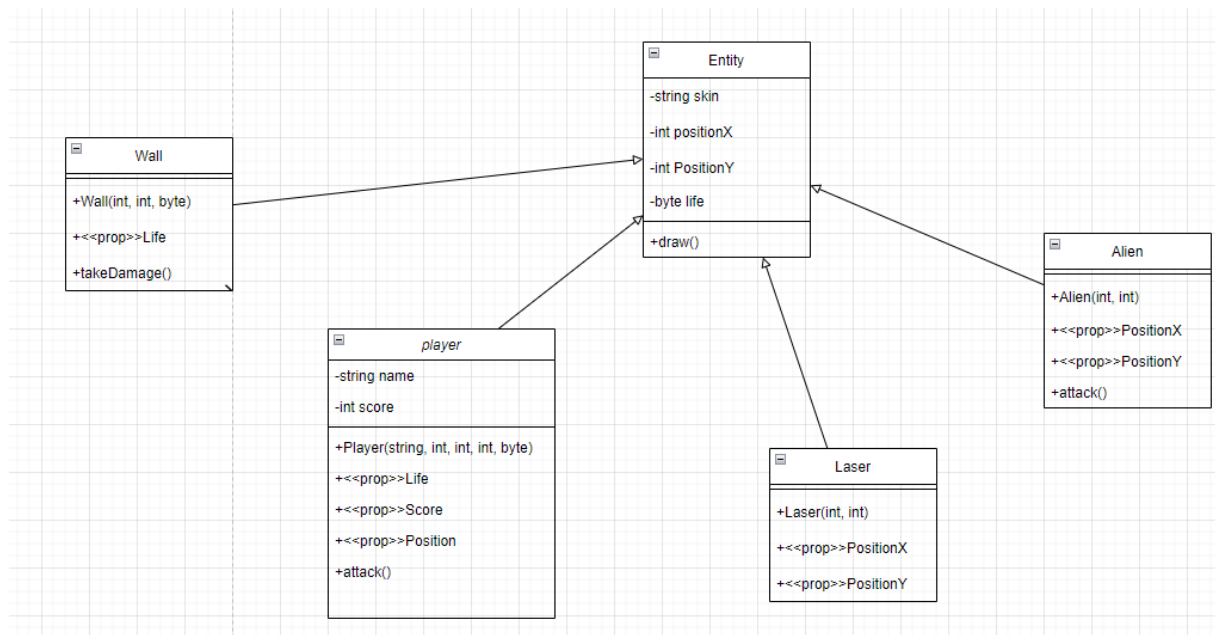 Entity
-string skin
-int positionX
-int PositionY
-byte life
+draw()
Wall
+Wall(int, int, byte)
+<<prop>>Life
+takeDamage()
player
-string name
-int score
+Player(string, int, int, int, byte)
+<<prop>>Life
+<<prop>>Score
+<<prop>>Position
+attack()
Laser
+Laser(int, int)
+<<prop>>PositionX
+<<prop>>PositionY
Alien
+Alien(int, int)
+<<prop>>PositionX
+<<prop>>PositionY
+attack()